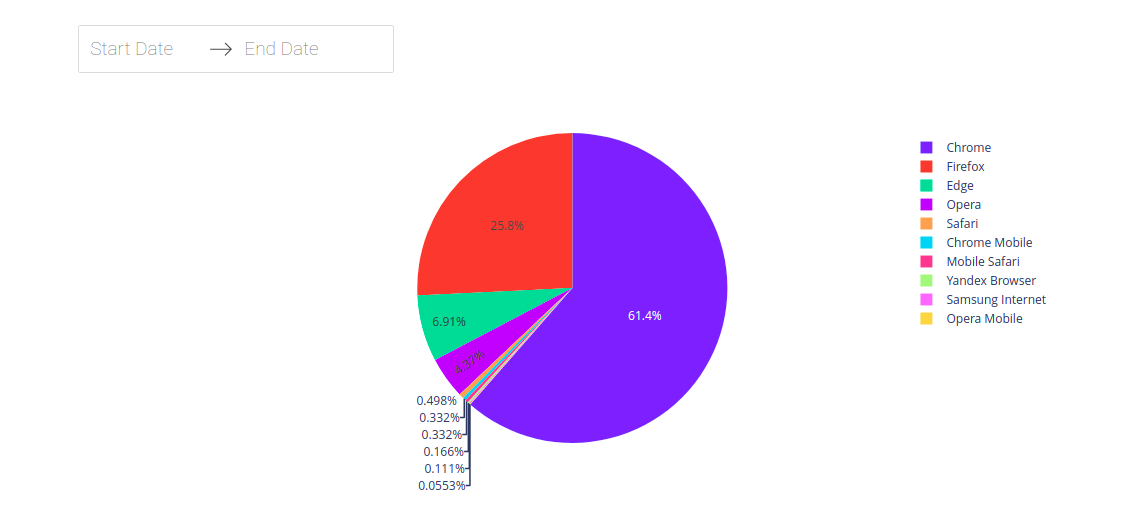 Start Date → End Date
25.8%
61.4%
6.91%
4.37%
0.498%
0.332%
0.332%
0.166%
0.111%
0.0553%
Chrome
Firefox
Edge
Opera
Safari
Chrome Mobile
Mobile Safari
Yandex Browser
Samsung Internet
Opera Mobile